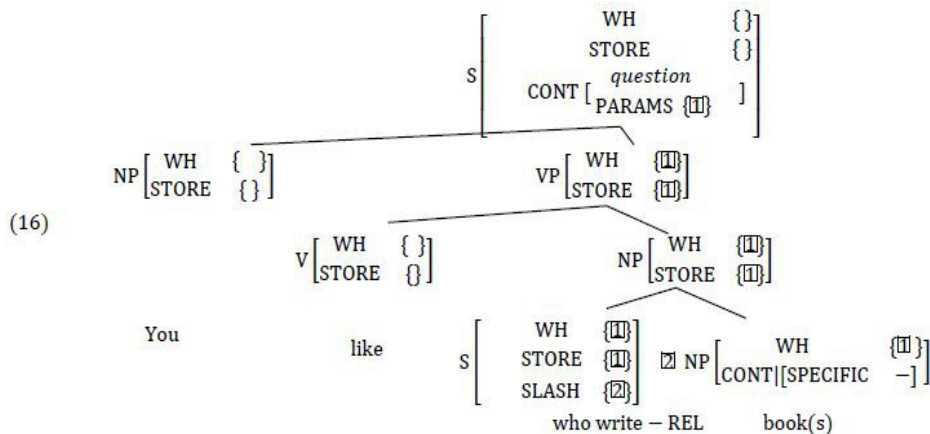 WH { }
STORE { }
S
question
CONT [ PARAMS {1} ]
NP WH { } VP WH {1}
STORE { } STORE {1}
(16)
V WH { } NP WH {1}
STORE {} STORE {1}
You like
S WH {1}
STORE {1}
SLASH {2}
2 NP WH {1}
CONT|[SPECIFIC −]
who write − REL book(s)